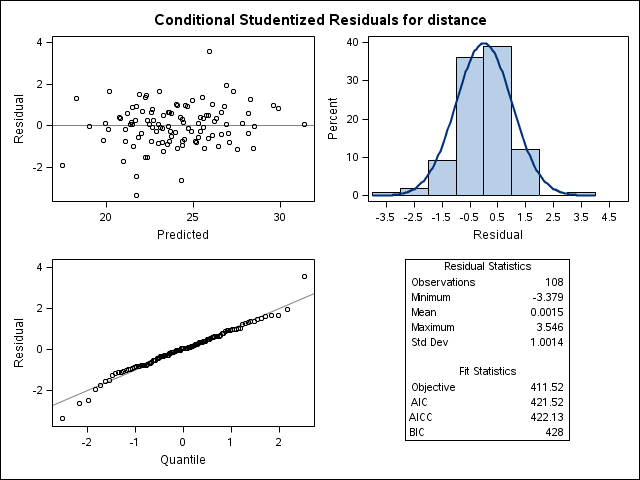 Conditional Studentized Residuals for distance
4
2
0
-2
Residual
20 25 30
Predicted
40
30
20
10
0
Percent
-3.5 -2.5 -1.5 -0.5 0.5 1.5 2.5 3.5 4.5
Residual
4
2
0
-2
Residual
-2 -1 0 1 2
Quantile
Residual Statistics
Observations 108
Minimum -3.379
Mean 0.0015
Maximum 3.546
Std Dev 1.0014
Fit Statistics
Objective 411.52
AIC 421.52
AICC 422.13
BIC 428